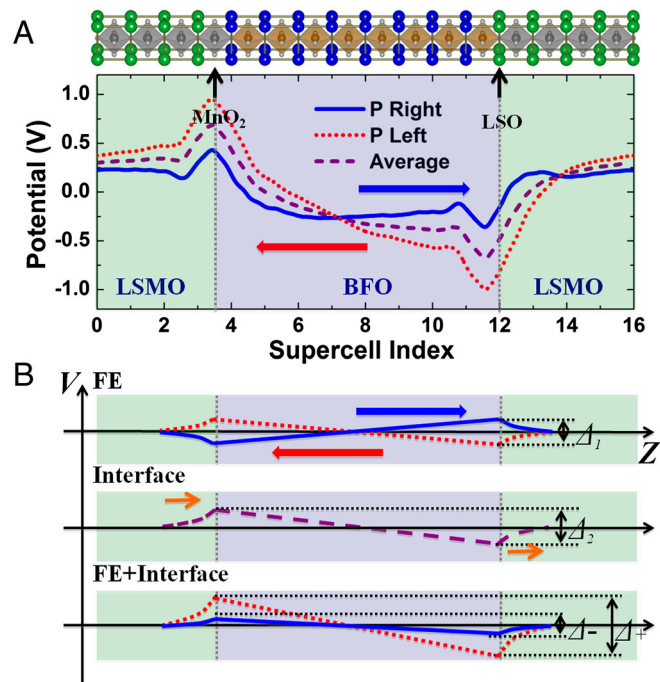 A
MnO₂
LSO
P Right
P Left
Average
LSMO
BFO
LSMO
Potential (V)
1.0
0.5
0.0
-0.5
-1.0
0 2 4 6 8 10 12 14 16
Supercell Index
B
V
FE
Δ₁
Z
Interface
Δ₂
FE+Interface
Δ- Δ+